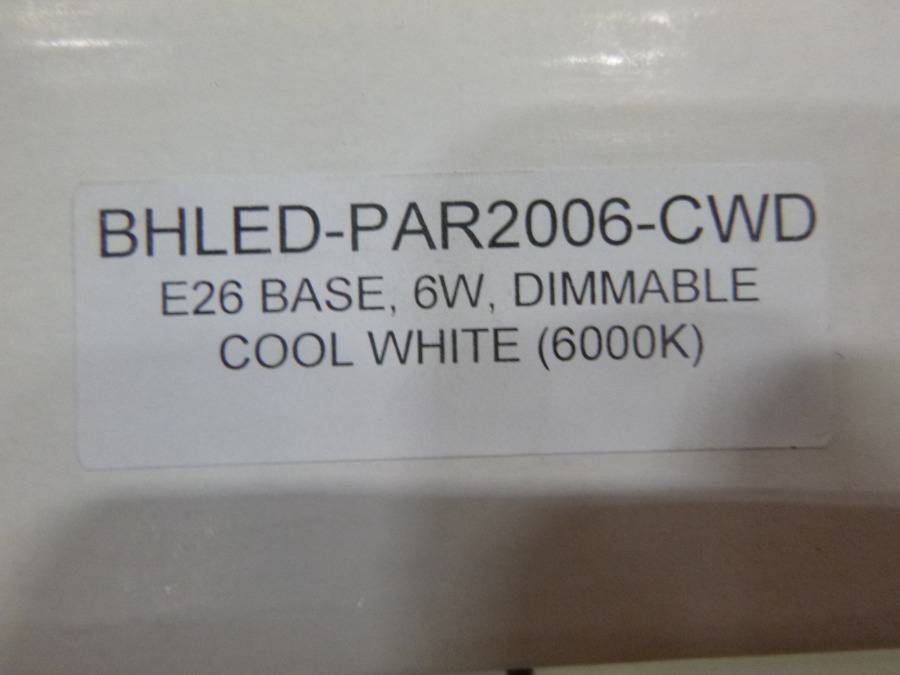 BHLED-PAR2006-CWD
E26 BASE, 6W, DIMMABLE
COOL WHITE (6000K)